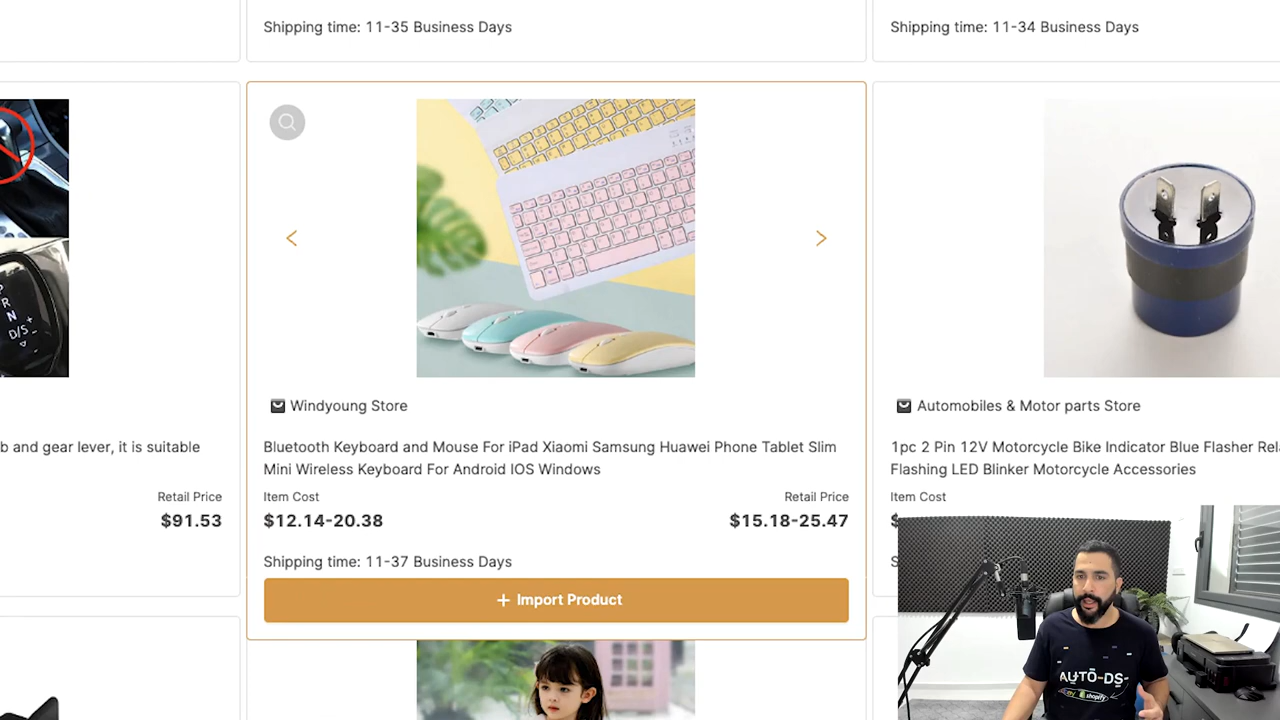 Shipping time: 11-35 Business Days
Shipping time: 11-34 Business Days
P
R
N
D/S
+
-
Windyoung Store
Automobiles & Motor parts Store
b and gear lever, it is suitable
Bluetooth Keyboard and Mouse For iPad Xiaomi Samsung Huawei Phone Tablet Slim
Mini Wireless Keyboard For Android IOS Windows
1pc 2 Pin 12V Motorcycle Bike Indicator Blue Flasher Rel
Flashing LED Blinker Motorcycle Accessories
Retail Price
$91.53
Item Cost
Retail Price
$12.14-20.38
$15.18-25.47
Item Cost
$
Shipping time: 11-37 Business Days
S
+ Import Product
AUTO-DS
ebay shopify